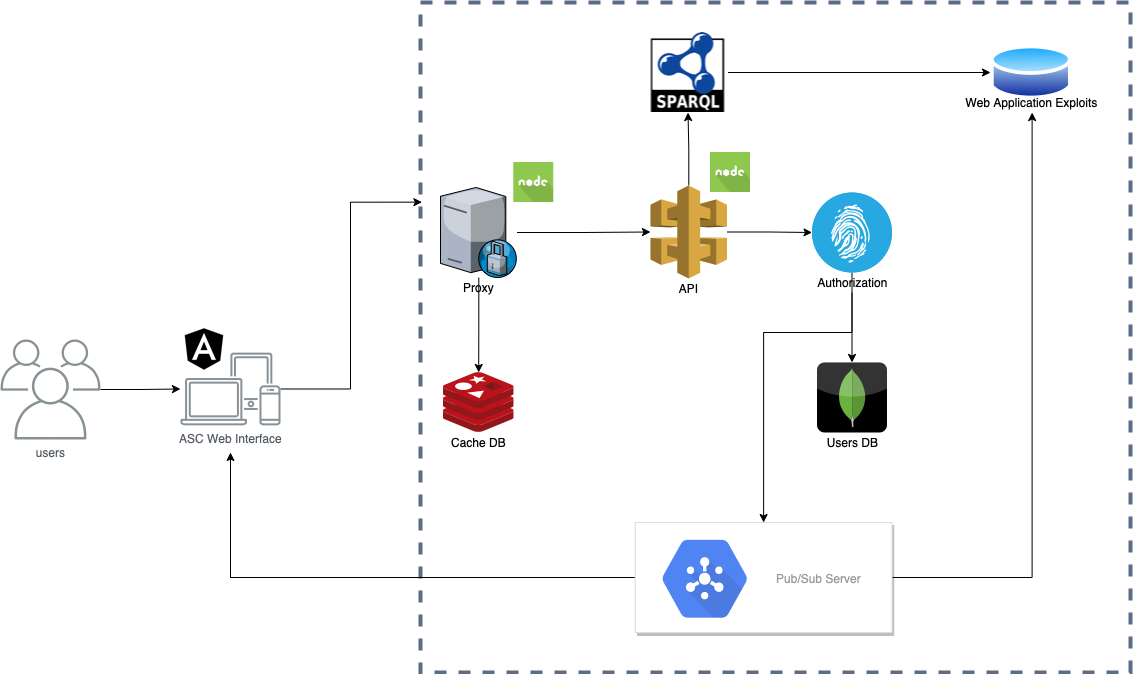 SPARQL
Web Application Exploits
node
node
Proxy
API
Authorization
A
ASC Web Interface
users
Cache DB
Users DB
Pub/Sub Server